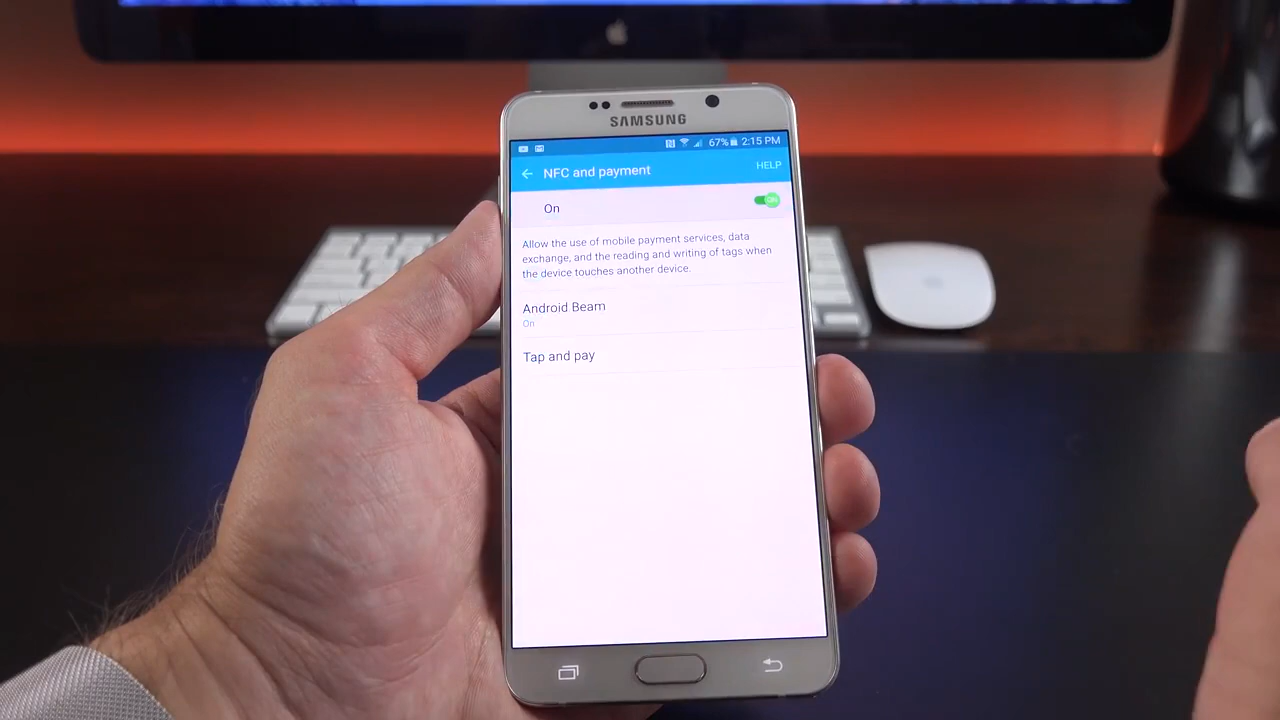 SAMSUNG
67% 2:15 PM
NFC and payment
HELP
On
ON
Allow the use of mobile payment services, data
exchange, and the reading and writing of tags when
the device touches another device.
Android Beam
On
Tap and pay